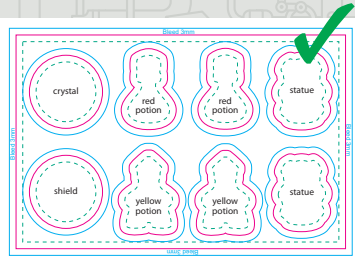 Bleed 3mm
crystal
red
potion
red
potion
statue
Bleed 3mm
Bleed 3mm
shield
yellow
potion
yellow
potion
statue
Bleed 3mm